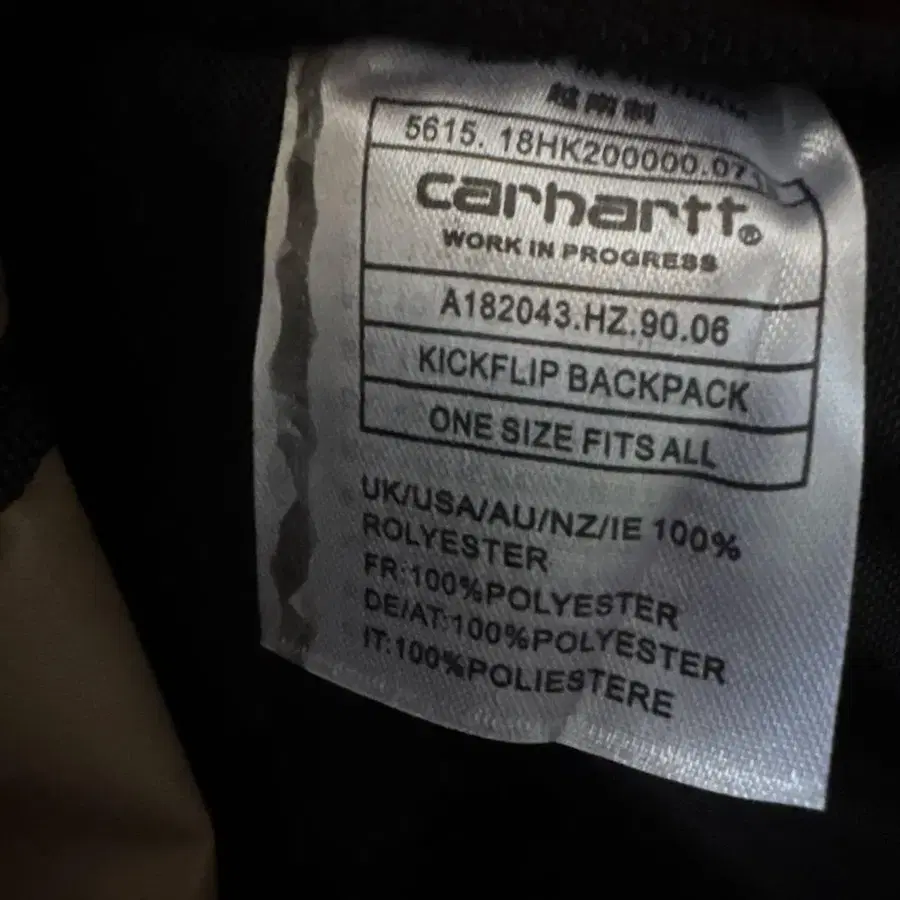 越南制
5615. 18HK200000.07
carhartt®
WORK IN PROGRESS
A182043.HZ.90.06
KICKFLIP BACKPACK
ONE SIZE FITS ALL
UK/USA/AU/NZ/IE 100%
ROLYESTER
FR:100%POLYESTER
DE/AT:100%POLYESTER
IT:100%POLIESTERE